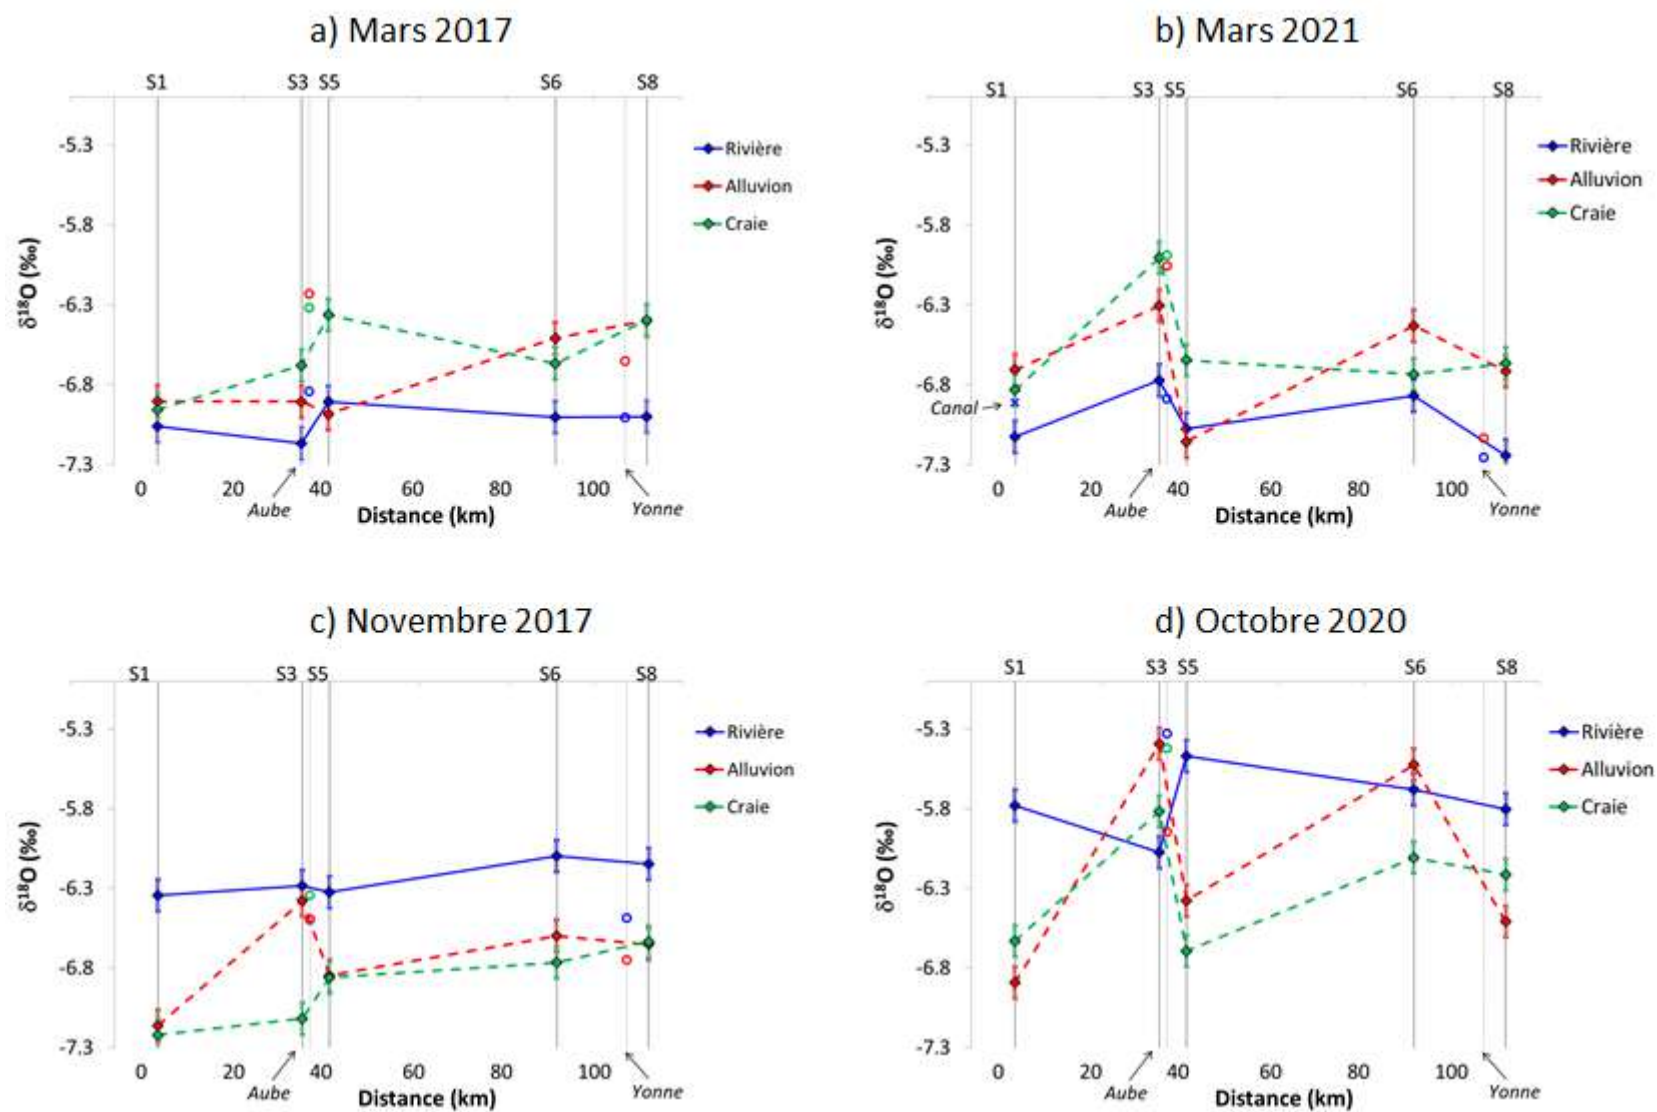 a) Mars 2017
S1 S3 S5 S6 S8
-5.3
-5.8
-6.3
-6.8
-7.3
δ¹⁸O (‰)
Rivière
Alluvion
Craie
0 20 40 60 80 100
Aube
Distance (km)
Yonne
b) Mars 2021
S1 S3 S5 S6 S8
-5.3
-5.8
-6.3
-6.8
-7.3
δ¹⁸O (‰)
Canal
Rivière
Alluvion
Craie
0 20 40 60 80 100
Aube
Distance (km)
Yonne
c) Novembre 2017
S1 S3 S5 S6 S8
-5.3
-5.8
-6.3
-6.8
-7.3
δ¹⁸O (‰)
Rivière
Alluvion
Craie
0 20 40 60 80 100
Aube
Distance (km)
Yonne
d) Octobre 2020
S1 S3 S5 S6 S8
-5.3
-5.8
-6.3
-6.8
-7.3
δ¹⁸O (‰)
Rivière
Alluvion
Craie
0 20 40 60 80 100
Aube
Distance (km)
Yonne